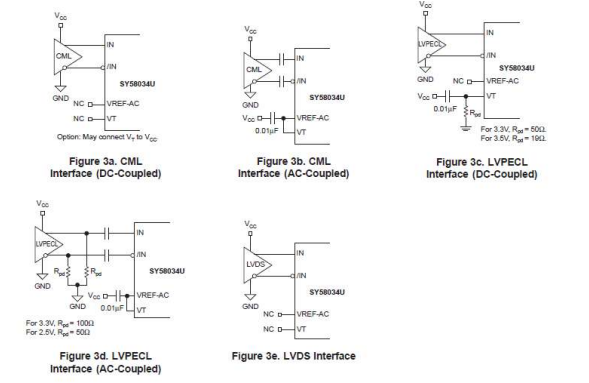 VCC
CML
IN
/IN
SY58034U
GND
NC
VREF-AC
NC
VT
Option: May connect VT to VCC
Figure 3a. CML
Interface (DC-Coupled)
VCC
CML
IN
/IN
SY58034U
GND
VCC
VREF-AC
0.01µF
VT
Figure 3b. CML
Interface (AC-Coupled)
VCC
LVPECL
IN
/IN
SY58034U
GND
NC
VREF-AC
VCC
VT
0.01µF
Rpd
For 3.3V, Rpd = 50Ω.
For 3.5V, Rpd = 19Ω.
Figure 3c. LVPECL
Interface (DC-Coupled)
VCC
LVPECL
IN
/IN
Rpd
Rpd
SY58034U
GND
GND
VCC
VREF-AC
0.01µF
VT
For 3.3V, Rpd = 100Ω
For 2.5V, Rpd = 50Ω
Figure 3d. LVPECL
Interface (AC-Coupled)
VCC
LVDS
IN
/IN
SY58034U
GND
NC
VREF-AC
NC
VT
Figure 3e. LVDS Interface